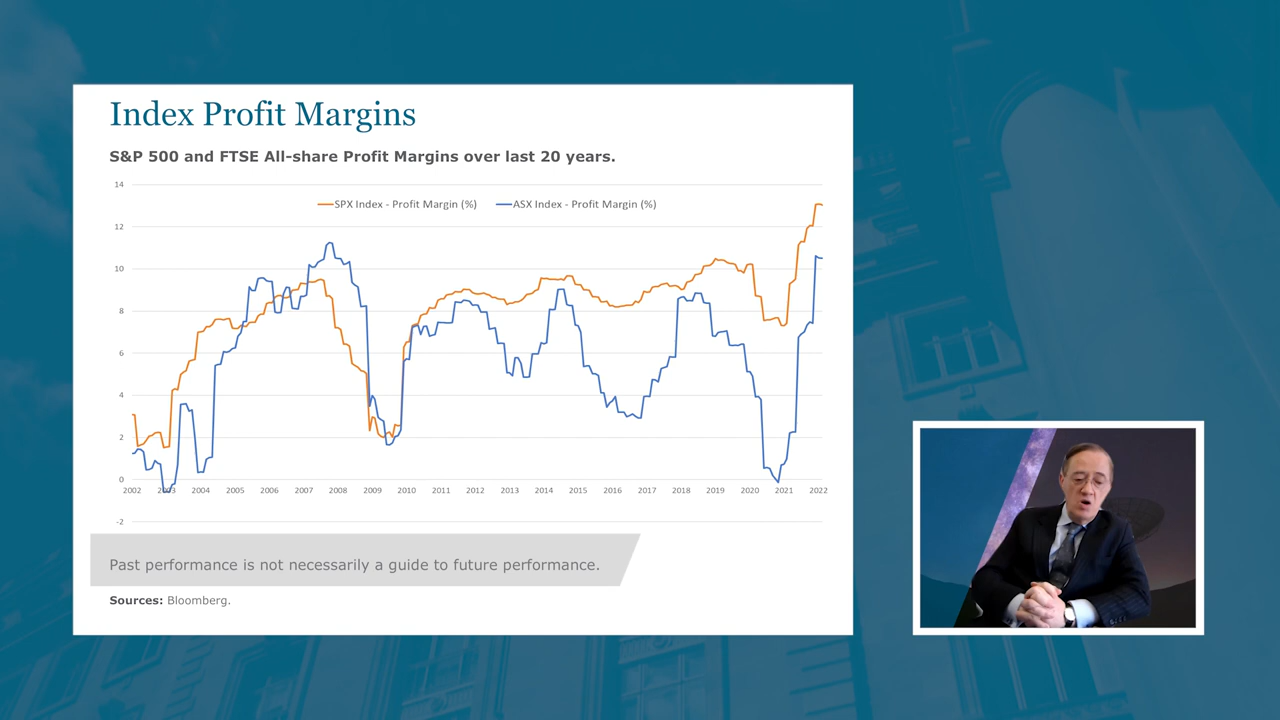 Index Profit Margins
S&P 500 and FTSE All-share Profit Margins over last 20 years.
14
SPX Index - Profit Margin (%) ASX Index - Profit Margin (%)
12
10
8
6
4
2
0
2002 2003 2004 2005 2006 2007 2008 2009 2010 2011 2012 2013 2014 2015 2016 2017 2018 2019 2020 2021 2022
-2
Past performance is not necessarily a guide to future performance.
Sources: Bloomberg.